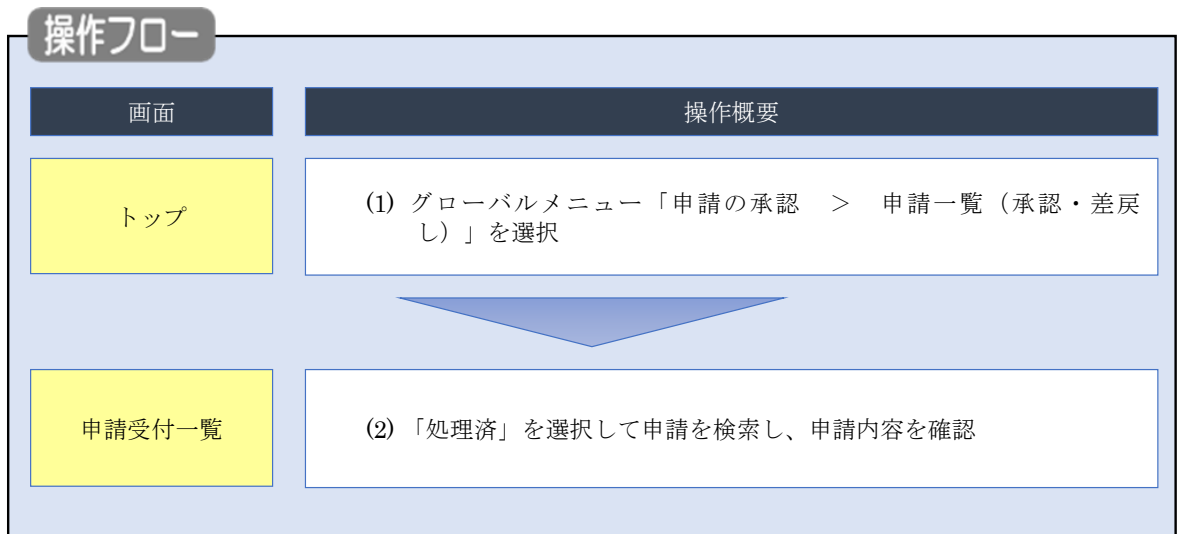 操作フロー
画面
操作概要
トップ
(1) グローバルメニュー「申請の承認　＞　申請一覧（承認・差戻
し）」を選択
申請受付一覧
(2) 「処理済」を選択して申請を検索し、申請内容を確認